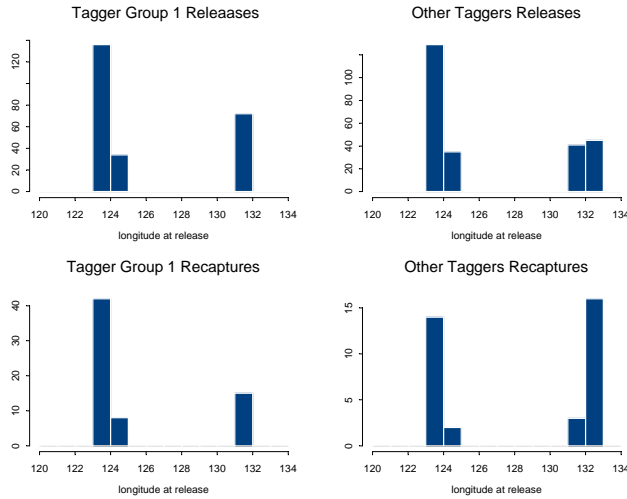 Tagger Group 1 Releaases
0 20 40 60 80 120
120 122 124 126 128 130 132 134
longitude at release
Other Taggers Releases
0 20 40 60 80 100
120 122 124 126 128 130 132 134
longitude at release
Tagger Group 1 Recaptures
0 10 20 30 40
120 122 124 126 128 130 132 134
longitude at release
Other Taggers Recaptures
0 5 10 15
120 122 124 126 128 130 132 134
longitude at release